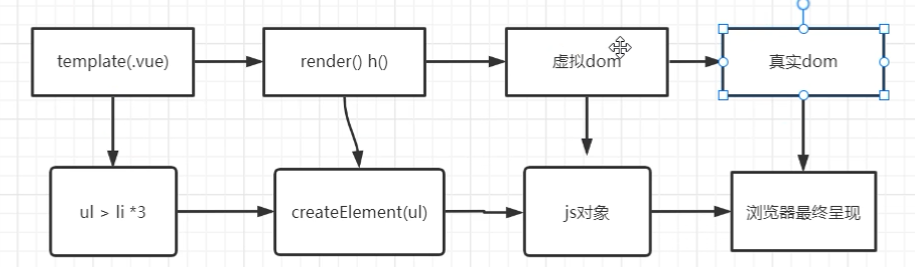 template(.vue)
render() h()
虚拟dom
真实dom
ul > li *3
createElement(ul)
js对象
浏览器最终呈现